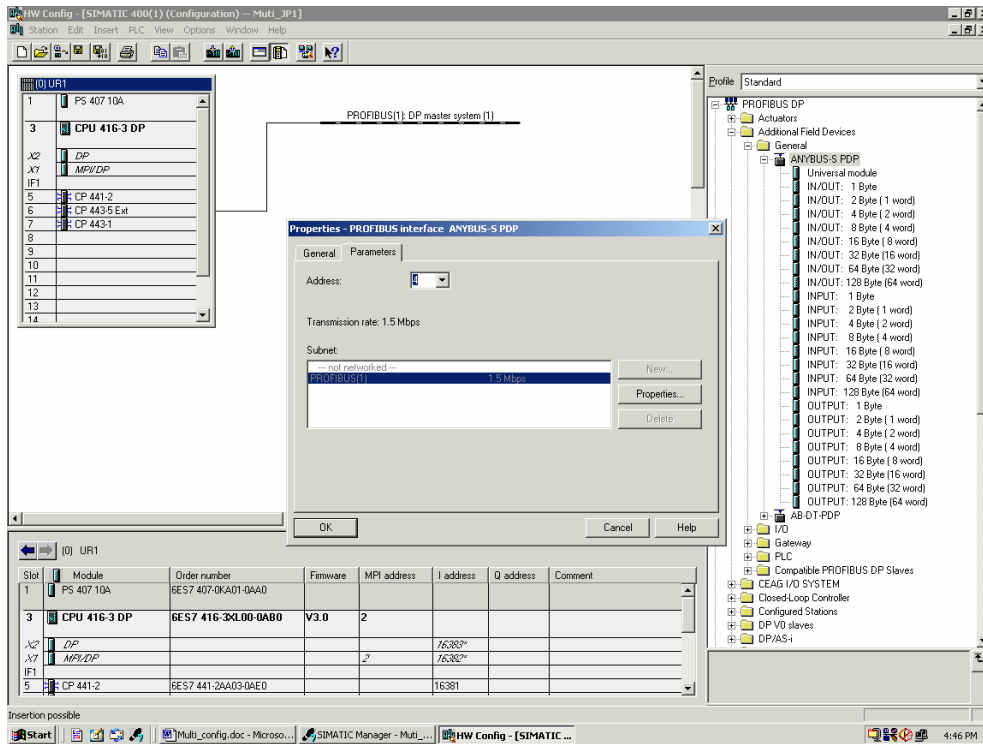 HW Config - [SIMATIC 400(1) (Configuration) -- Muti_JP1]
Station Edit Insert PLC View Options Window Help
(0) UR1
1 PS 407 10A
3 CPU 416-3 DP
X2 DP
X1 MPI/DP
IF1
5 CP 441-2
6 CP 443-5 Ext
7 CP 443-1
8
9
10
11
12
13
14
PROFIBUS(1): DP master system (1)
Properties - PROFIBUS interface ANYBUS-S PDP
General Parameters
Address: 4
Transmission rate: 1.5 Mbps
Subnet:
--- not networked ---
PROFIBUS(1) 1.5 Mbps
New...
Properties...
Delete
OK Cancel Help
Profile Standard
PROFIBUS DP
Actuators
Additional Field Devices
General
ANYBUS-S PDP
Universal module
IN/OUT: 1 Byte
IN/OUT: 2 Byte ( 1 word)
IN/OUT: 4 Byte ( 2 word)
IN/OUT: 8 Byte ( 4 word)
IN/OUT: 16 Byte ( 8 word)
IN/OUT: 32 Byte (16 word)
IN/OUT: 64 Byte (32 word)
IN/OUT: 128 Byte (64 word)
INPUT: 1 Byte
INPUT: 2 Byte ( 1 word)
INPUT: 4 Byte ( 2 word)
INPUT: 8 Byte ( 4 word)
INPUT: 16 Byte ( 8 word)
INPUT: 32 Byte (16 word)
INPUT: 64 Byte (32 word)
INPUT: 128 Byte (64 word)
OUTPUT: 1 Byte
OUTPUT: 2 Byte ( 1 word)
OUTPUT: 4 Byte ( 2 word)
OUTPUT: 8 Byte ( 4 word)
OUTPUT: 16 Byte ( 8 word)
OUTPUT: 32 Byte (16 word)
OUTPUT: 64 Byte (32 word)
OUTPUT: 128 Byte (64 word)
AB-DT-PDP
I/O
Gateway
PLC
Compatible PROFIBUS DP Slaves
CEAG I/O SYSTEM
Closed-Loop Controller
Configured Stations
DP V0 slaves
DP/AS-i
(0) UR1
Slot Module Order number Firmware MPI address I address Q address Comment
1 PS 407 10A 6ES7 407-0KA01-0AA0
3 CPU 416-3 DP 6ES7 416-3XL00-0AB0 V3.0 2
X2 DP 16383*
X1 MPI/DP 2 16382*
IF1
5 CP 441-2 6ES7 441-2AA03-0AE0 16381
Insertion possible
Start Multi_config.doc - Microso... SIMATIC Manager - Muti_... HW Config - [SIMATIC ... 4:46 PM